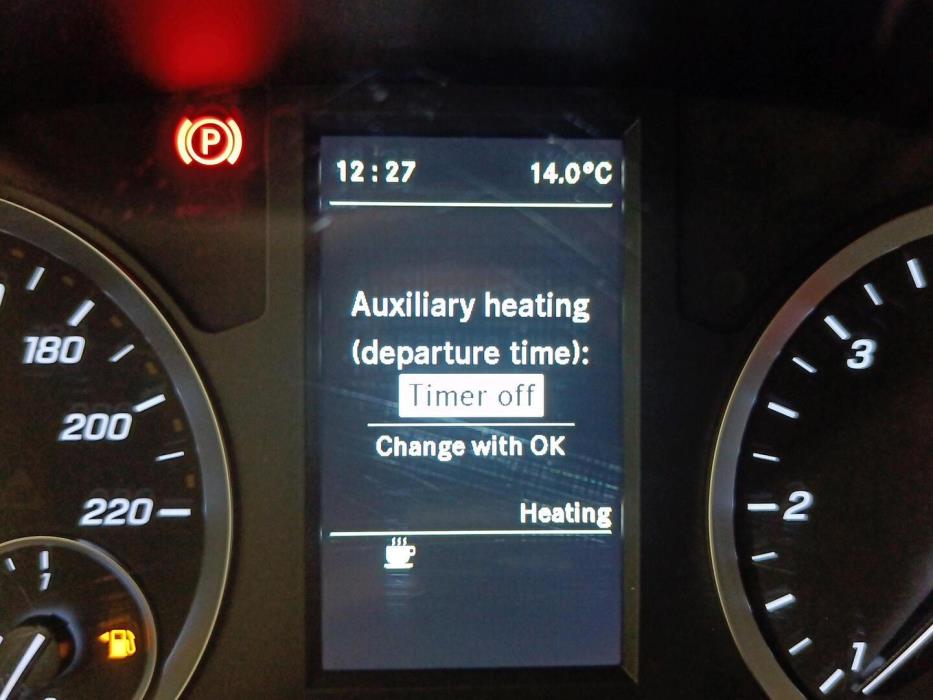 P
12:27 14.0°C
180
Auxiliary heating
3
(departure time):
Timer off
200
Change with OK
220
Heating
2
1
1